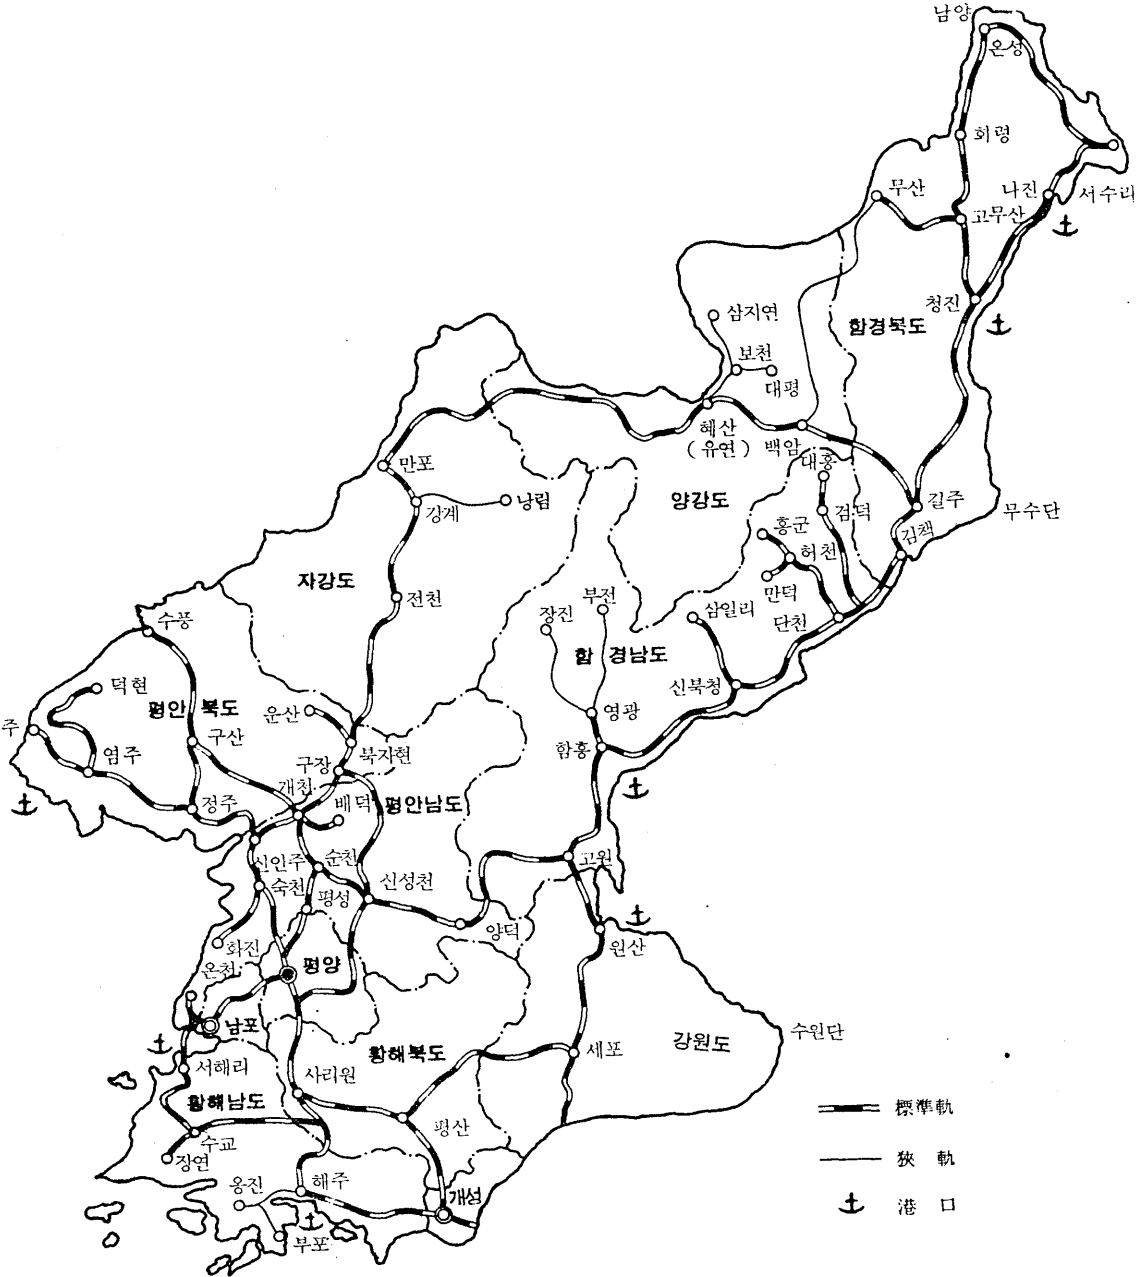 남양
온성
회령
무산
나진
서수라
고무산
청진
삼지연
함경북도
보천
대평
혜산
(유연)
백암
만포
대흥
강계
낭림
양강도
검덕
길주
무수단
흥군
김책
허천
자강도
만덕
전천
부전
장진
삼일리
단천
수풍
함경남도
신북청
덕현
평안북도
운산
영광
주
구산
북자현
함흥
염주
구장
개천
정주
배덕
평안남도
신인주
순천
고원
숙천
신성천
평성
양덕
원산
화진
온천
평양
남포
수원단
강원도
황해북도
세포
서해리
사리원
황해남도
標準軌
평산
수교
장연
狹軌
해주
옹진
개성
港口
부포